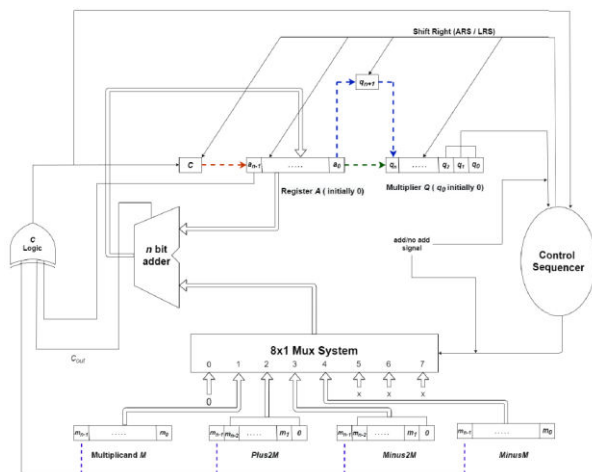 Shift Right (ARS / LRS)
qn+1
C
an-1 ..... a0
qn ..... q2 q1 q0
Register A ( initially 0)
Multiplier Q ( q0 initially 0)
C Logic
n bit adder
add/no add signal
Control Sequencer
Cout
8x1 Mux System
0 1 2 3 4 5 6 7
0 x x x
mn-1 ..... m0
mn-1 mn-2 ..... m1 0
mn-1 mn-2 ..... m1 0
mn-1 ..... m0
Multiplicand M
Plus2M
Minus2M
MinusM